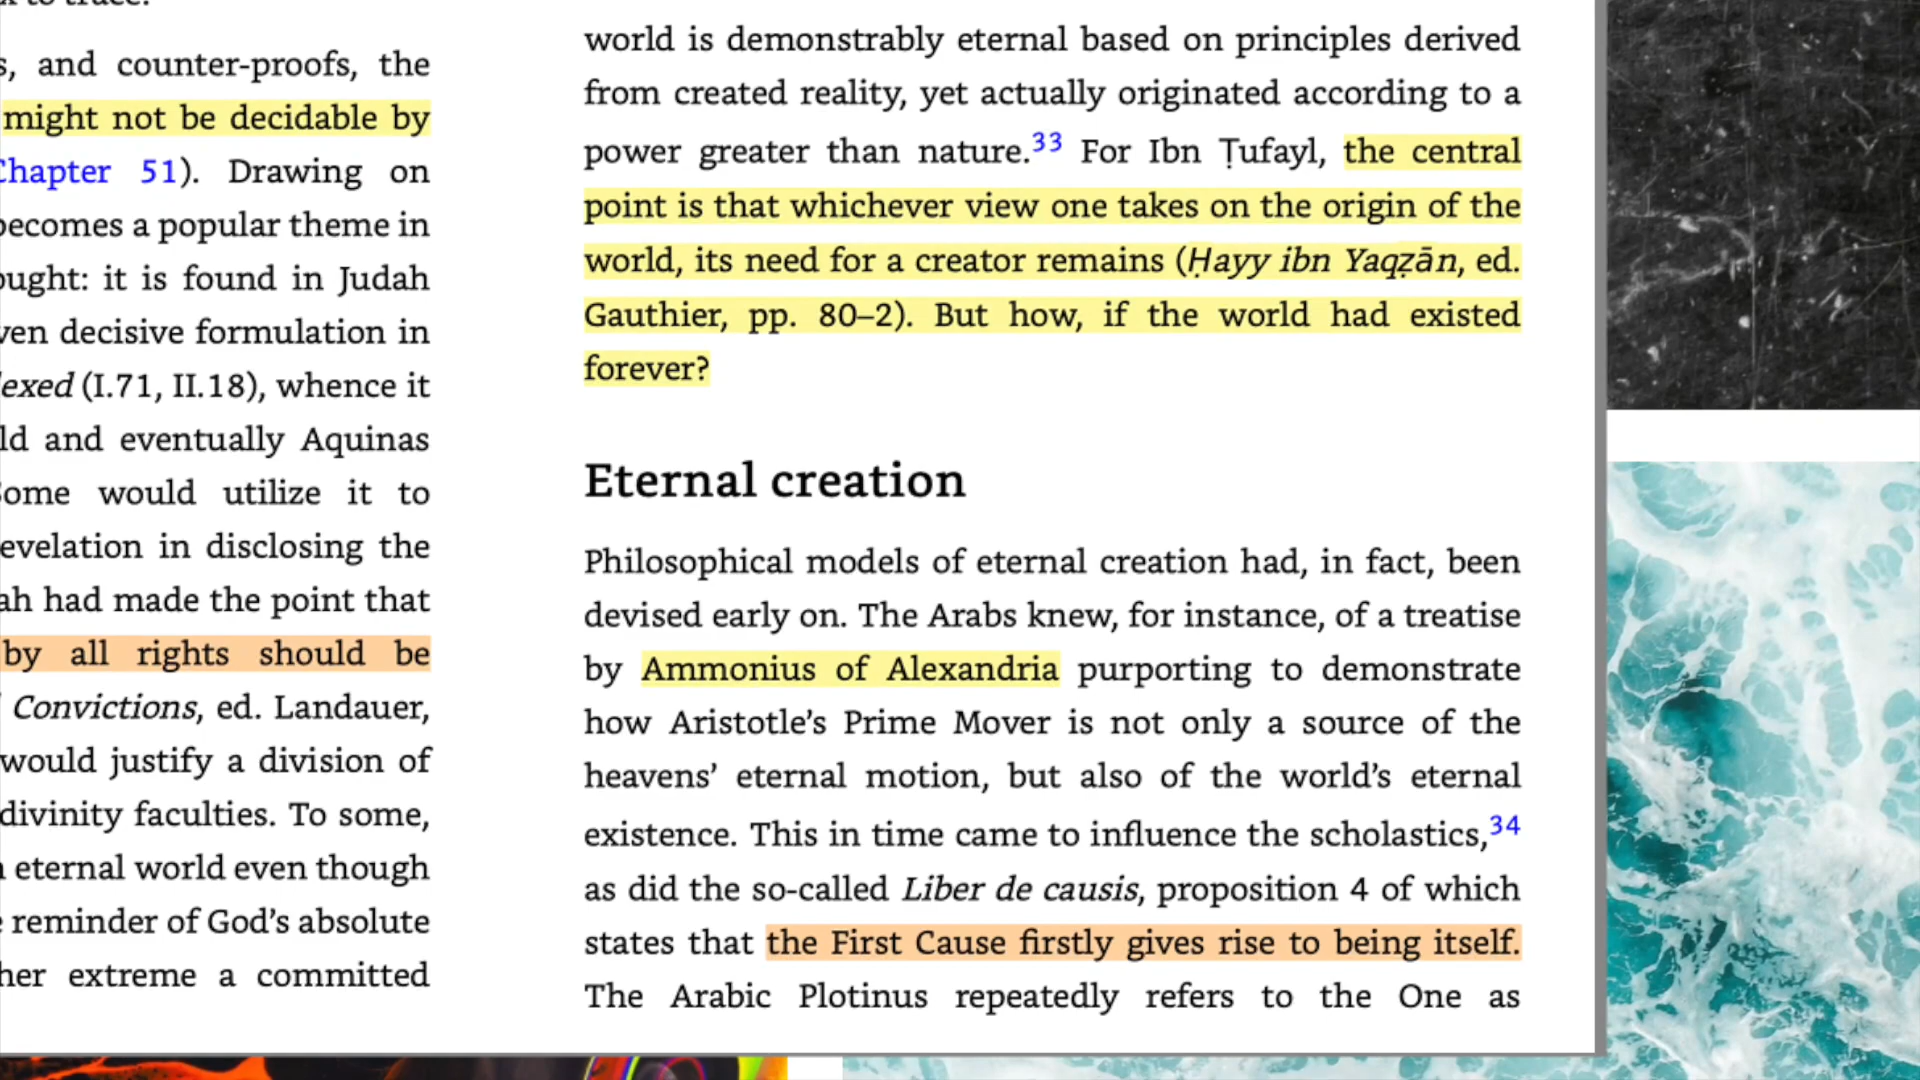 s, and counter-proofs, the
might not be decidable by
Chapter 51). Drawing on
becomes a popular theme in
ought: it is found in Judah
ven decisive formulation in
exed (I.71, II.18), whence it
ld and eventually Aquinas
Some would utilize it to
evelation in disclosing the
ah had made the point that
by all rights should be
Convictions, ed. Landauer,
would justify a division of
divinity faculties. To some,
eternal world even though
reminder of God’s absolute
her extreme a committed
world is demonstrably eternal based on principles derived
from created reality, yet actually originated according to a
power greater than nature.33 For Ibn Ṭufayl, the central
point is that whichever view one takes on the origin of the
world, its need for a creator remains (Ḥayy ibn Yaqẓān, ed.
Gauthier, pp. 80–2). But how, if the world had existed
forever?
Eternal creation
Philosophical models of eternal creation had, in fact, been
devised early on. The Arabs knew, for instance, of a treatise
by Ammonius of Alexandria purporting to demonstrate
how Aristotle’s Prime Mover is not only a source of the
heavens’ eternal motion, but also of the world’s eternal
existence. This in time came to influence the scholastics,34
as did the so-called Liber de causis, proposition 4 of which
states that the First Cause firstly gives rise to being itself.
The Arabic Plotinus repeatedly refers to the One as